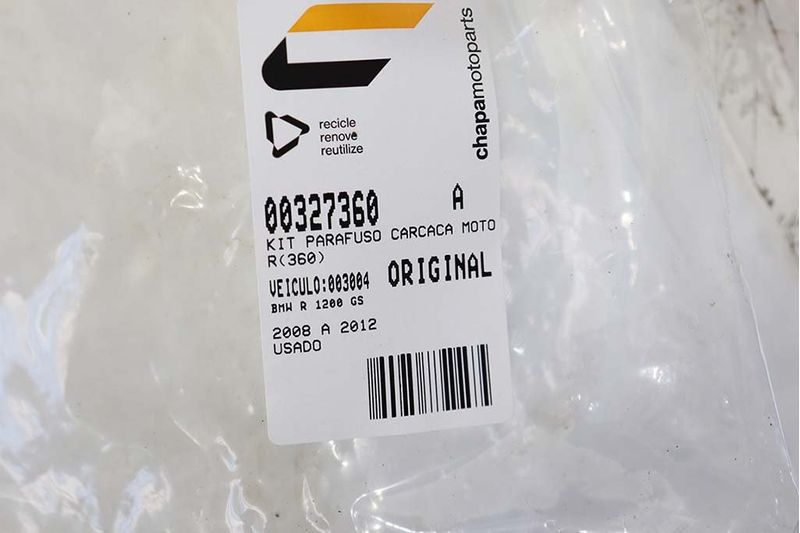 chapamotoparts
recicle
renove
reutilize
00327360 A
KIT PARAFUSO CARCACA MOTO
R(360)
VEICULO:003004 ORIGINAL
BMW R 1200 GS
2008 A 2012
USADO